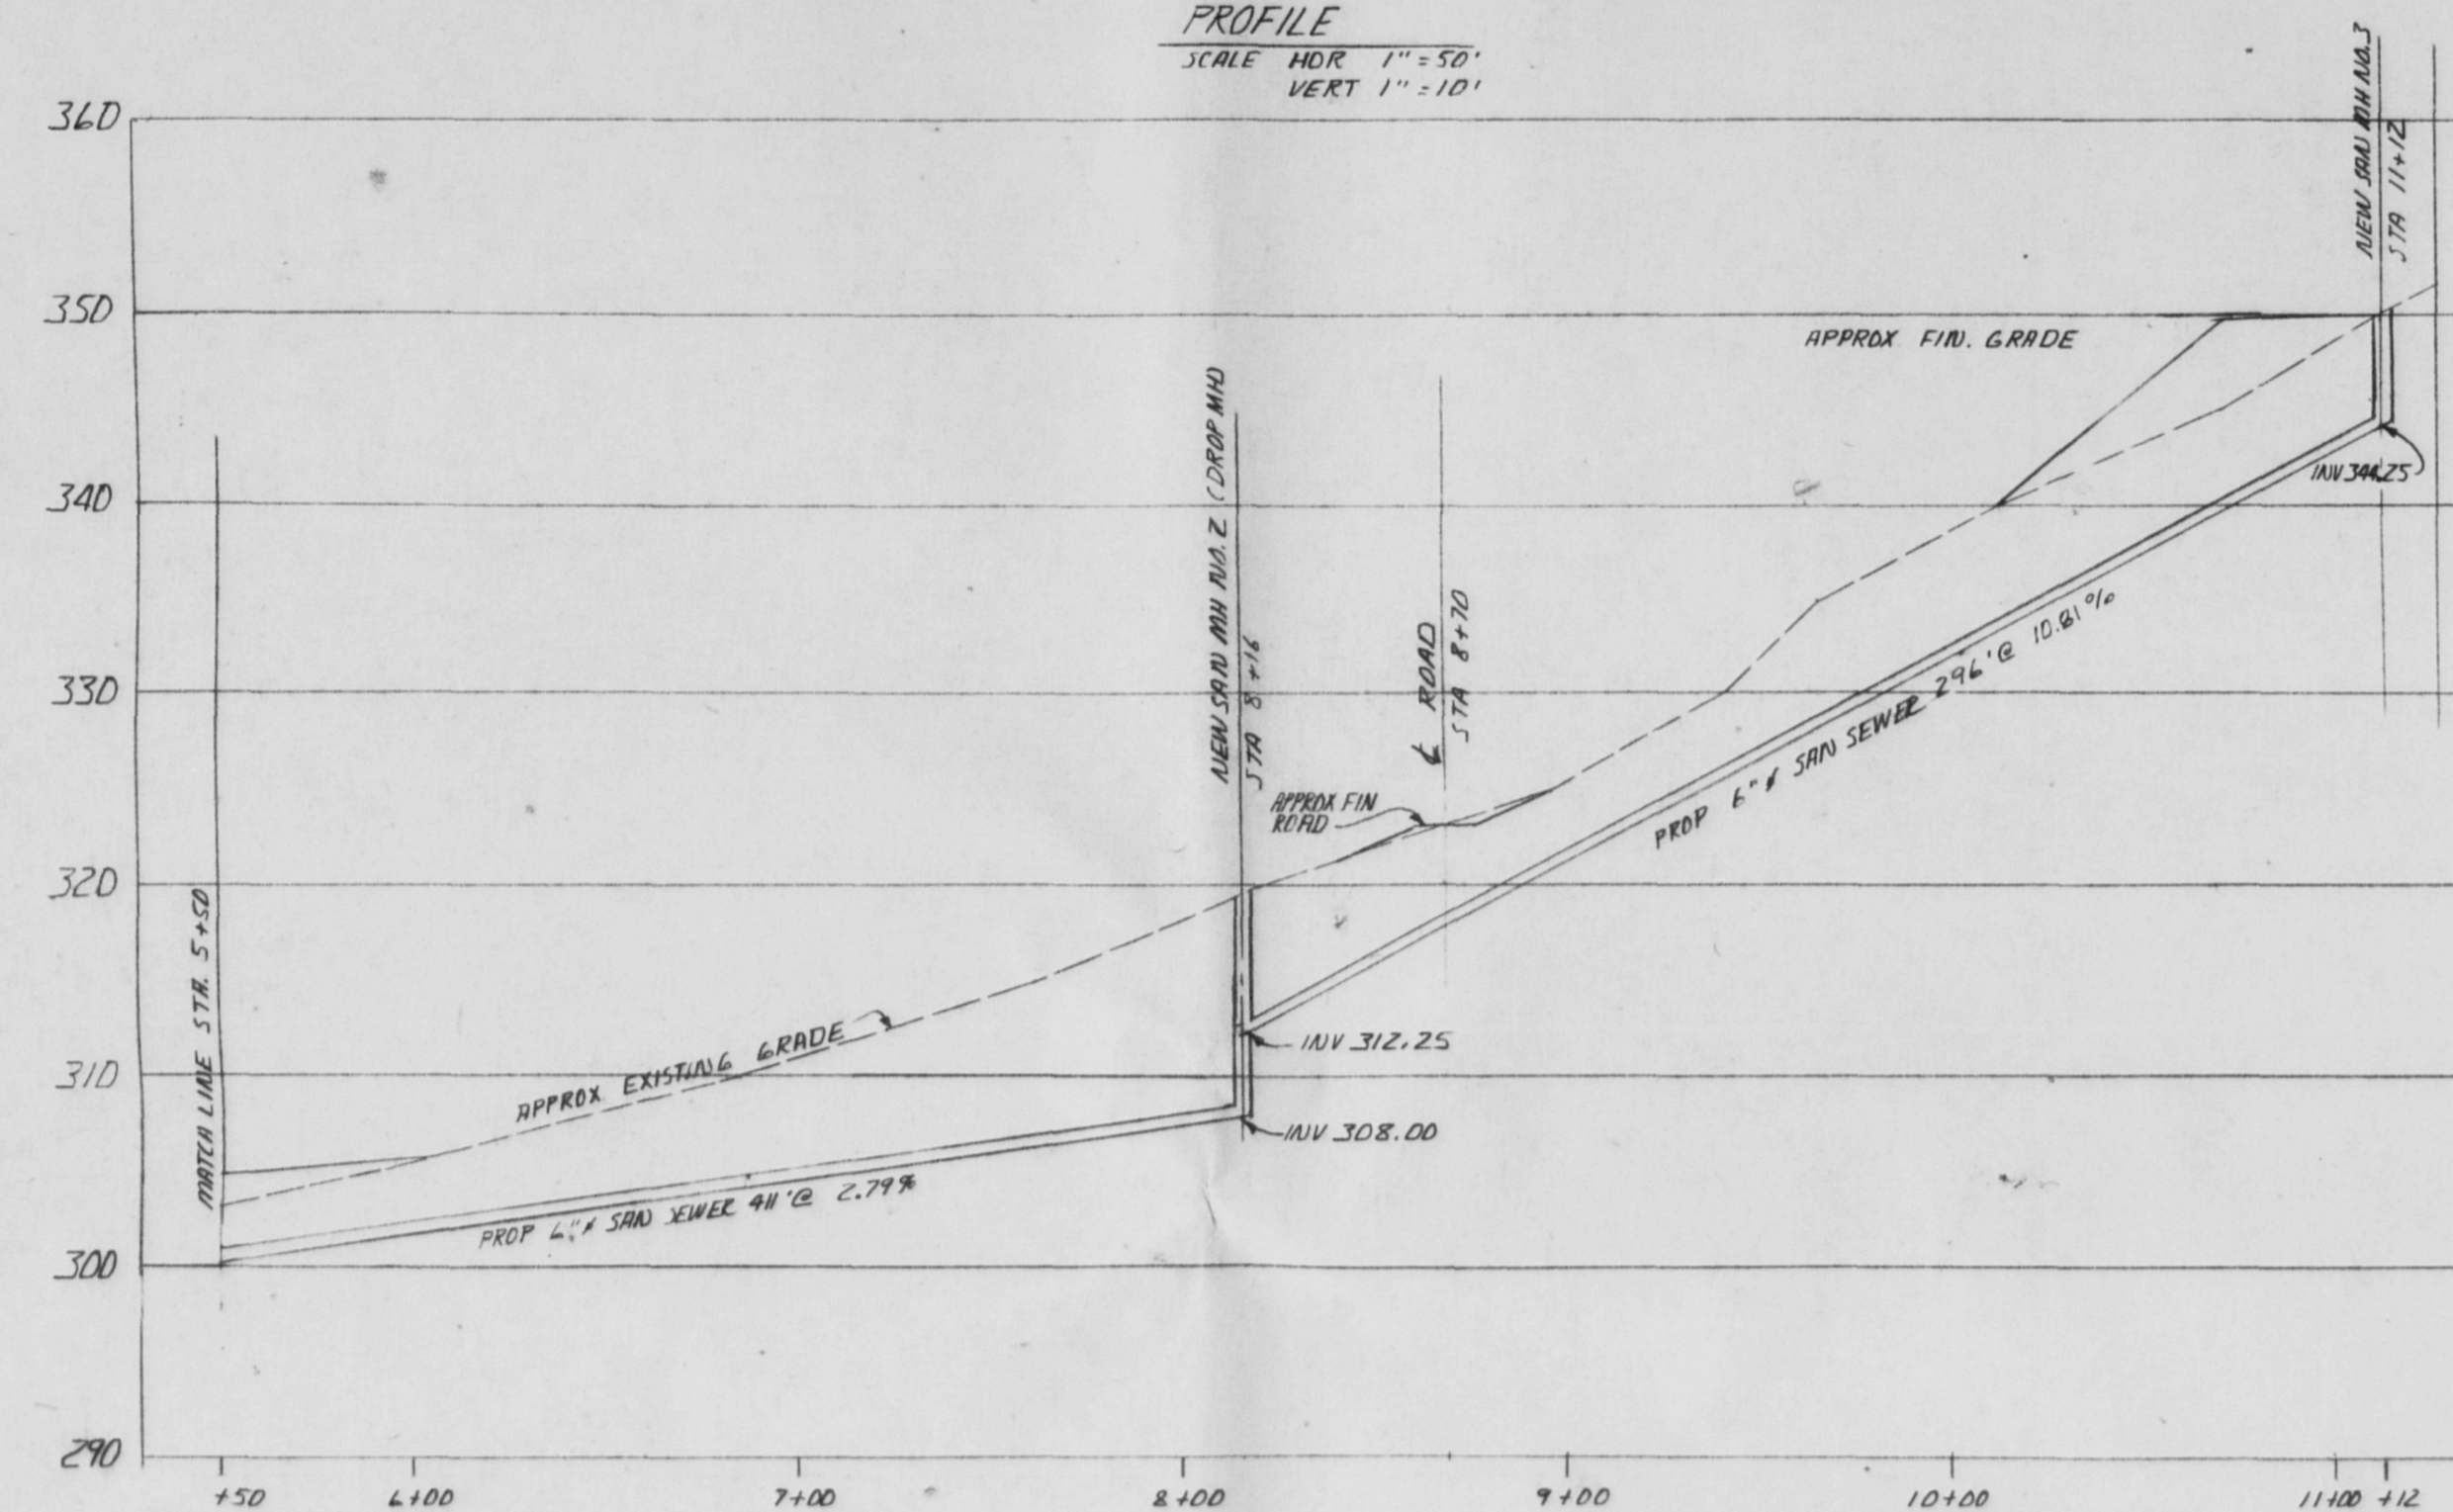 PROFILE
SCALE HOR 1" = 50'
VERT 1" = 10'
360
350
340
330
320
310
300
290
NEW SAN MH NO.3
STA 11+12
APPROX FIN. GRADE
INV 344.25
NEW SAN MH NO. 2 (DROP MH)
STA 8+16
℄ ROAD
STA 8+70
APPROX FIN
ROAD
PROP 6"ø SAN SEWER 296' @ 10.81%
MATCH LINE STA. 5+50
APPROX EXISTING GRADE
INV 312.25
INV 308.00
PROP 6"ø SAN SEWER 411' @ 2.79%
+50 6+00 7+00 8+00 9+00 10+00 11+00 +12